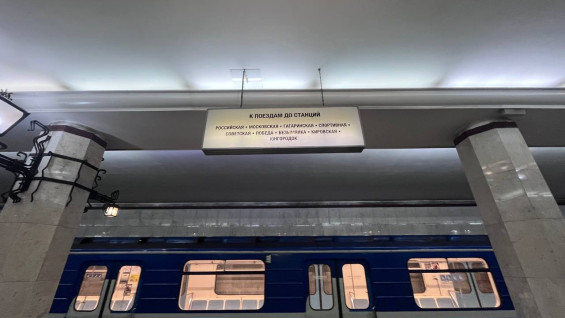 К ПОЕЗДАМ ДО СТАНЦИЙ
РОССИЙСКАЯ • МОСКОВСКАЯ • ГАГАРИНСКАЯ • СПОРТИВНАЯ •
СОВЕТСКАЯ • ПОБЕДА • БЕЗЫМЯНКА • КИРОВСКАЯ •
ЮНГОРОДОК